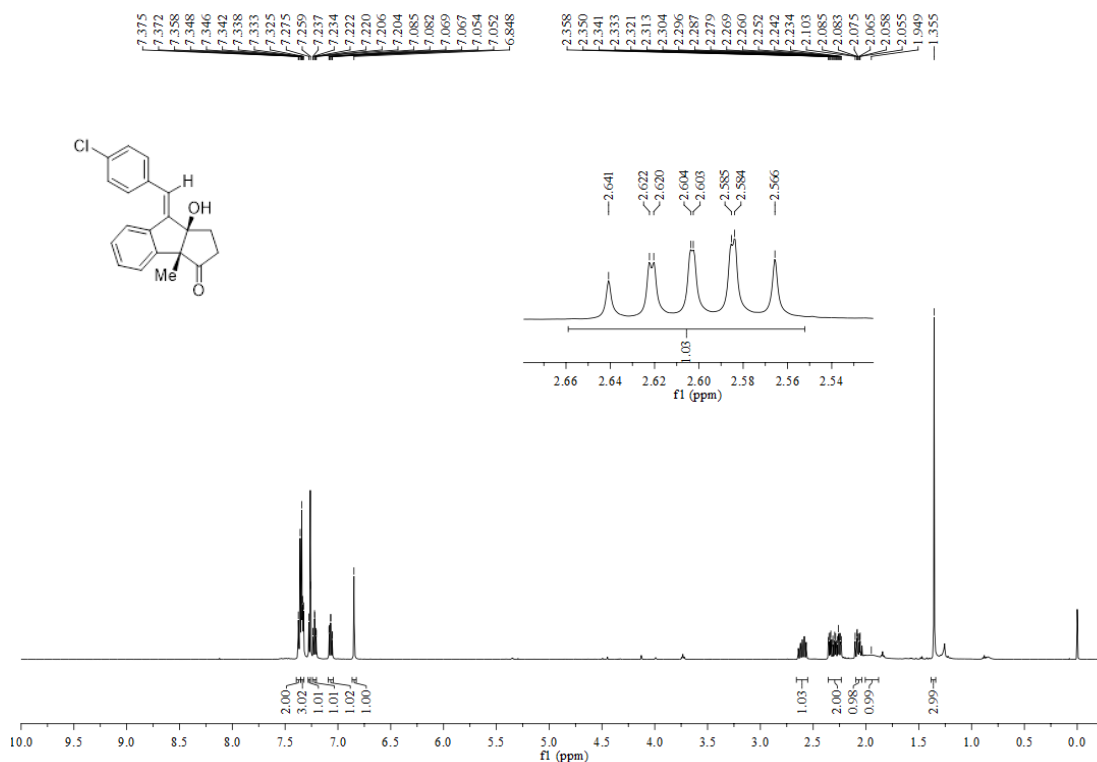 7.375 7.372 7.358 7.348 7.346 7.342 7.338 7.333 7.325 7.275 7.259 7.237 7.234 7.222 7.220 7.206 7.204 7.085 7.082 7.069 7.067 7.054 7.052 6.848
2.358 2.350 2.341 2.333 2.321 2.313 2.304 2.296 2.287 2.279 2.269 2.260 2.252 2.242 2.234 2.103 2.085 2.083 2.075 2.065 2.058 2.055 1.949 1.355
Cl
H
OH
Me
O
2.641 2.622 2.620 2.604 2.603 2.585 2.584 2.566
1.03
2.66 2.64 2.62 2.60 2.58 2.56 2.54
f1 (ppm)
2.00 3.02 1.01 1.01 1.02 1.00 1.03 2.00 0.98 0.99 2.99
10.0 9.5 9.0 8.5 8.0 7.5 7.0 6.5 6.0 5.5 5.0 4.5 4.0 3.5 3.0 2.5 2.0 1.5 1.0 0.5 0.0
f1 (ppm)